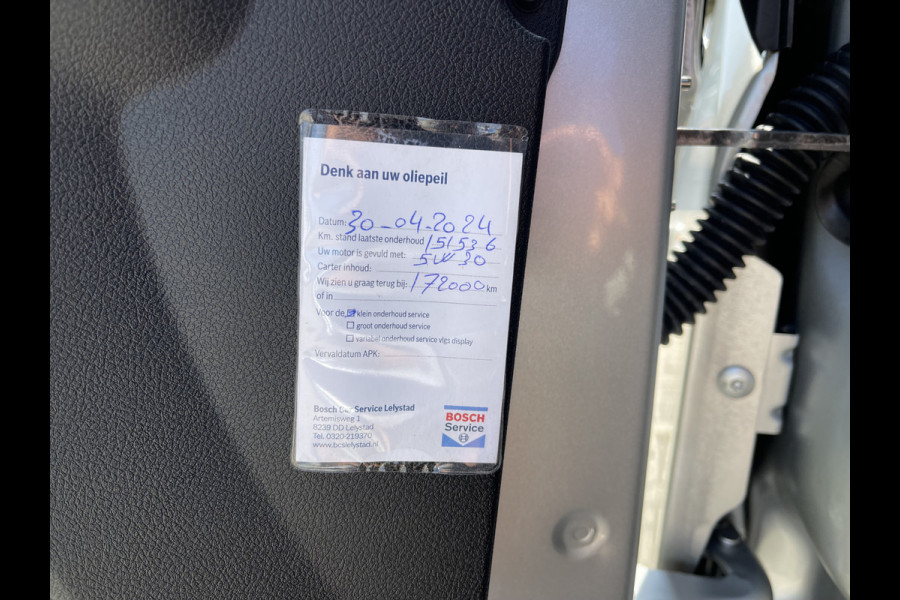 Denk aan uw oliepeil
Datum: 30-04-2024
Km. stand laatste onderhoud 151536
Uw motor is gevuld met: 5W30
Carter inhoud:
Wij zien u graag terug bij: 172000 km
of in
Voor de klein onderhoud service
groot onderhoud service
variabel onderhoud service vlgs display
Vervaldatum APK:
Bosch Car Service Lelystad
Artemisweg 1
8239 DD Lelystad
Tel. 0320-219370
www.bcslelystad.nl
BOSCH
Service